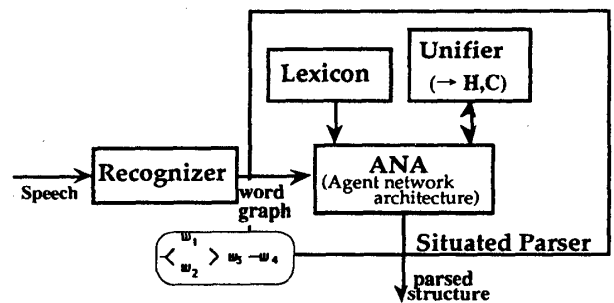 Unifier
(→ H,C)
Lexicon
Recognizer
Speech
word
graph
ANA
(Agent network
architecture)
w₁
w₂
w₃ – w₄
Situated Parser
parsed
structure